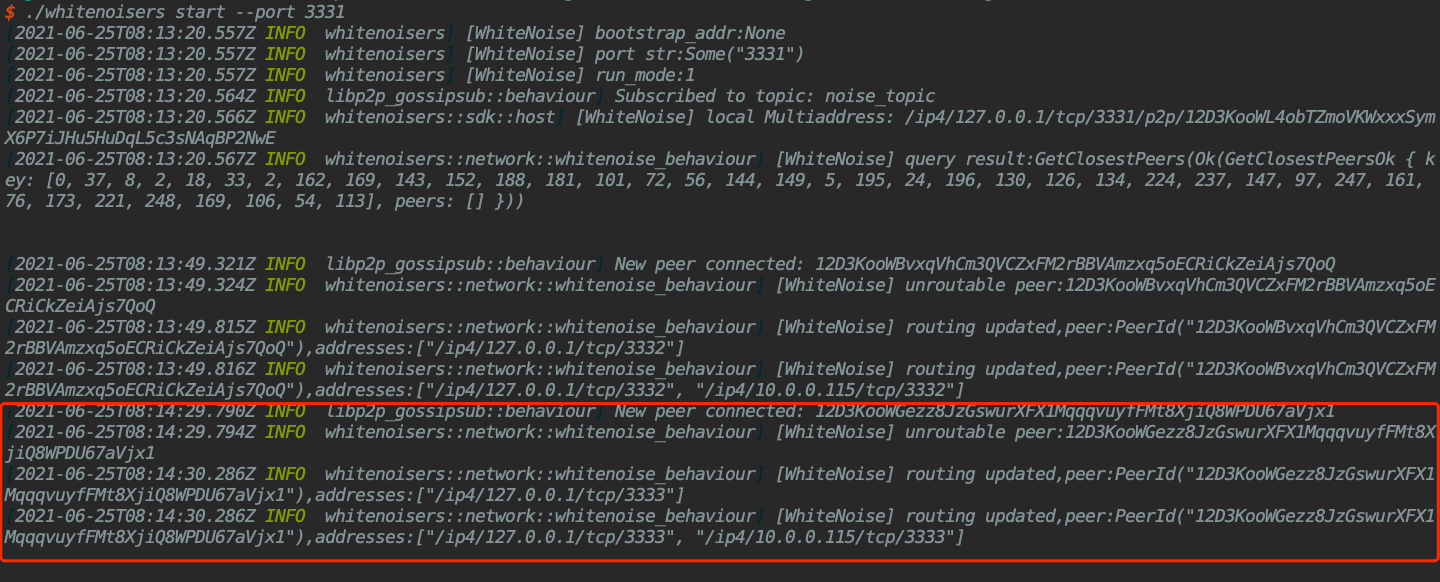 $ ./whitenoisers start --port 3331
[2021-06-25T08:13:20.557Z INFO  whitenoisers] [WhiteNoise] bootstrap_addr:None
[2021-06-25T08:13:20.557Z INFO  whitenoisers] [WhiteNoise] port str:Some("3331")
[2021-06-25T08:13:20.557Z INFO  whitenoisers] [WhiteNoise] run_mode:1
[2021-06-25T08:13:20.564Z INFO  libp2p_gossipsub::behaviour] Subscribed to topic: noise_topic
[2021-06-25T08:13:20.566Z INFO  whitenoisers::sdk::host] [WhiteNoise] local Multiaddress: /ip4/127.0.0.1/tcp/3331/p2p/12D3KooWL4obTZmoVKWxxxSym
X6P7iJHu5HuDqL5c3sNAqBP2NwE
[2021-06-25T08:13:20.567Z INFO  whitenoisers::network::whitenoise_behaviour] [WhiteNoise] query result:GetClosestPeers(Ok(GetClosestPeersOk { k
ey: [0, 37, 8, 2, 18, 33, 2, 162, 169, 143, 152, 188, 181, 101, 72, 56, 144, 149, 5, 195, 24, 196, 130, 126, 134, 224, 237, 147, 97, 247, 161,
76, 173, 221, 248, 169, 106, 54, 113], peers: [] }))
[2021-06-25T08:13:49.321Z INFO  libp2p_gossipsub::behaviour] New peer connected: 12D3KooWBvxqVhCm3QVCZxFM2rBBVAmzxq5oECRiCkZeiAjs7QoQ
[2021-06-25T08:13:49.324Z INFO  whitenoisers::network::whitenoise_behaviour] [WhiteNoise] unroutable peer:12D3KooWBvxqVhCm3QVCZxFM2rBBVAmzxq5oE
CRiCkZeiAjs7QoQ
[2021-06-25T08:13:49.815Z INFO  whitenoisers::network::whitenoise_behaviour] [WhiteNoise] routing updated,peer:PeerId("12D3KooWBvxqVhCm3QVCZxFM
2rBBVAmzxq5oECRiCkZeiAjs7QoQ"),addresses:["/ip4/127.0.0.1/tcp/3332"]
[2021-06-25T08:13:49.816Z INFO  whitenoisers::network::whitenoise_behaviour] [WhiteNoise] routing updated,peer:PeerId("12D3KooWBvxqVhCm3QVCZxFM
2rBBVAmzxq5oECRiCkZeiAjs7QoQ"),addresses:["/ip4/127.0.0.1/tcp/3332", "/ip4/10.0.0.115/tcp/3332"]
[2021-06-25T08:14:29.790Z INFO  libp2p_gossipsub::behaviour] New peer connected: 12D3KooWGezz8JzGswurXFX1MqqqvuyfFMt8XjiQ8WPDU67aVjx1
[2021-06-25T08:14:29.794Z INFO  whitenoisers::network::whitenoise_behaviour] [WhiteNoise] unroutable peer:12D3KooWGezz8JzGswurXFX1MqqqvuyfFMt8X
jiQ8WPDU67aVjx1
[2021-06-25T08:14:30.286Z INFO  whitenoisers::network::whitenoise_behaviour] [WhiteNoise] routing updated,peer:PeerId("12D3KooWGezz8JzGswurXFX1
MqqqvuyfFMt8XjiQ8WPDU67aVjx1"),addresses:["/ip4/127.0.0.1/tcp/3333"]
[2021-06-25T08:14:30.286Z INFO  whitenoisers::network::whitenoise_behaviour] [WhiteNoise] routing updated,peer:PeerId("12D3KooWGezz8JzGswurXFX1
MqqqvuyfFMt8XjiQ8WPDU67aVjx1"),addresses:["/ip4/127.0.0.1/tcp/3333", "/ip4/10.0.0.115/tcp/3333"]